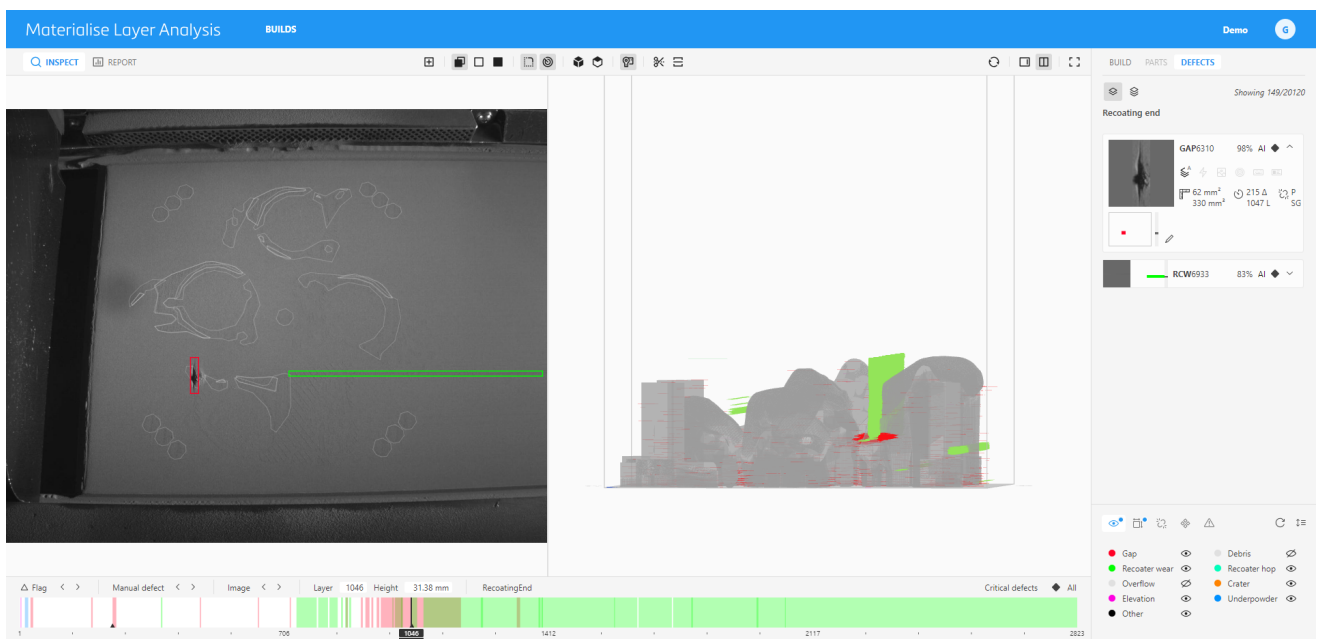 Materialise Layer Analysis
BUILDS
Demo
G
INSPECT
REPORT
BUILD
PARTS
DEFECTS
Showing 149/20120
Recoating end
GAP6310 98% AI
62 mm² 215 Δ P
330 mm² 1047 L SG
RCW6933 83% AI
Gap
Debris
Recoater wear
Recoater hop
Overflow
Crater
Elevation
Underpowder
Other
Flag < >
Manual defect < >
Image < >
Layer 1046 Height 31.38 mm
RecoatingEnd
Critical defects
All
1
706
1046
1412
2117
2823